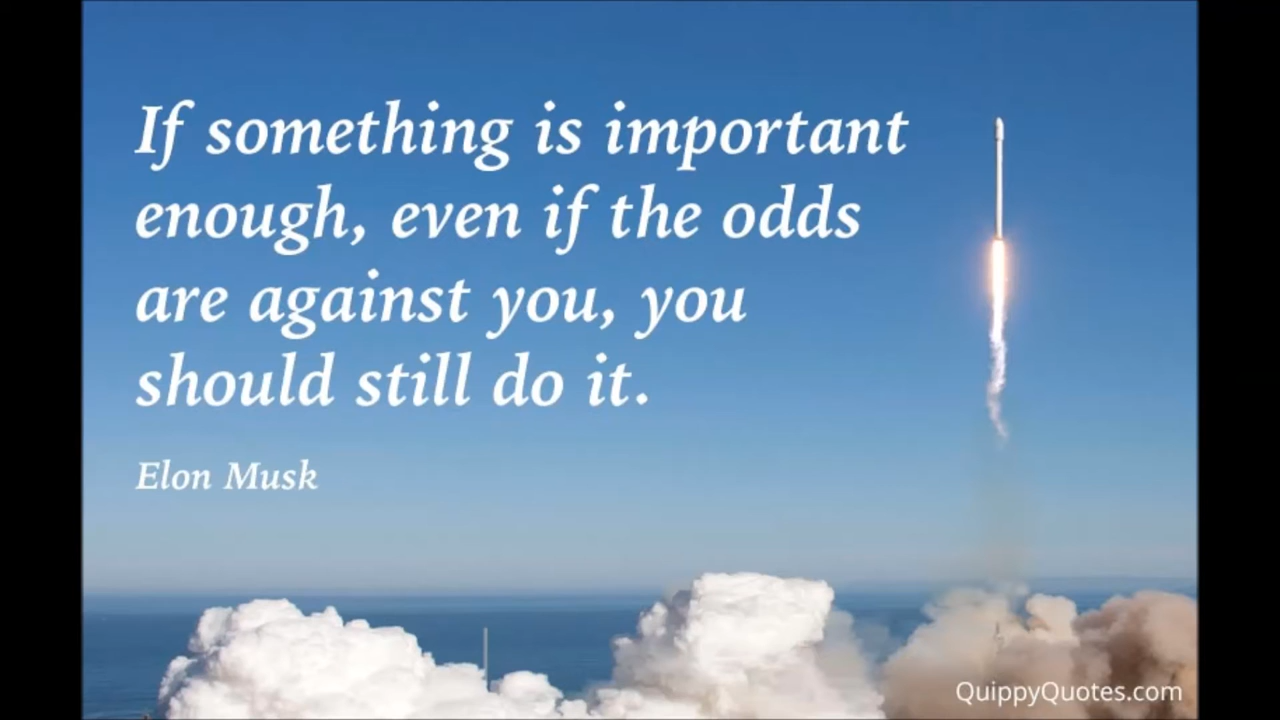 If something is important
enough, even if the odds
are against you, you
should still do it.
Elon Musk
QuippyQuotes.com